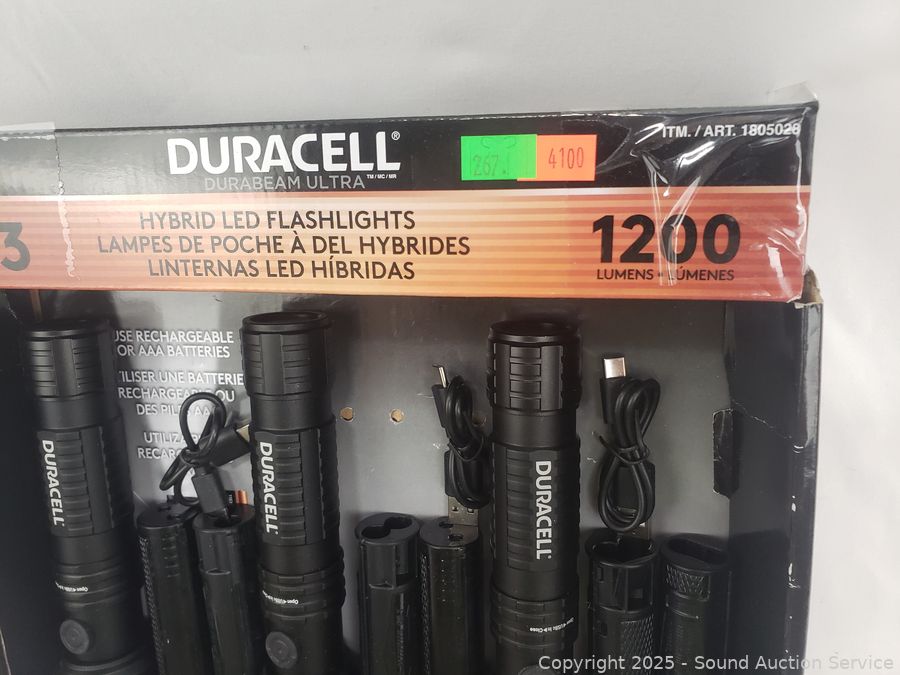 DURACELL®
TM / MC / MR
DURABEAM ULTRA
267.1
4100
ITM. / ART. 1805026
3
HYBRID LED FLASHLIGHTS
LAMPES DE POCHE À DEL HYBRIDES
LINTERNAS LED HÍBRIDAS
1200
LUMENS • LÚMENES
USE RECHARGEABLE
OR AAA BATTERIES
UTILISER UNE BATTERIE
RECHARGEABLE OU
DES PILES AAA
DURACELL
DURACELL
DURACELL
Copyright © 2025 - Sound Auction Service